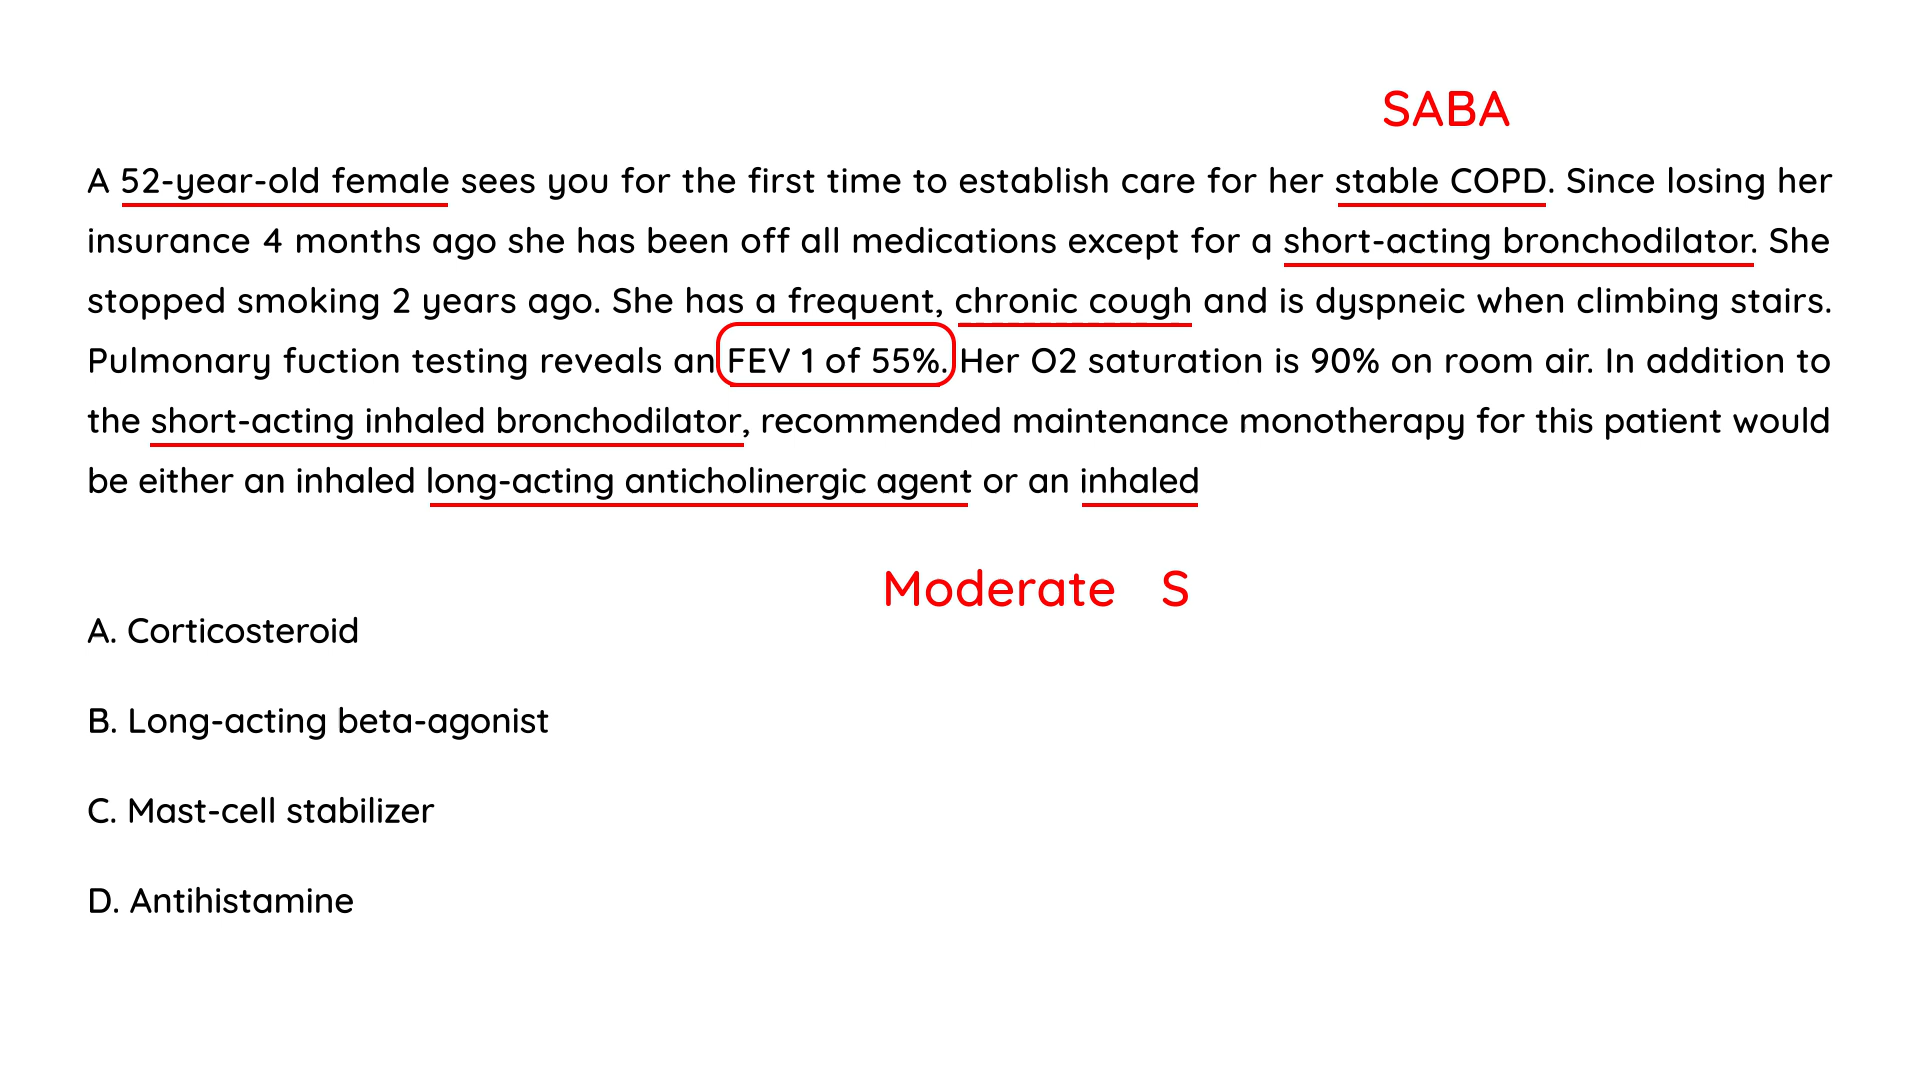 SABA
A 52-year-old female sees you for the first time to establish care for her stable COPD. Since losing her
insurance 4 months ago she has been off all medications except for a short-acting bronchodilator. She
stopped smoking 2 years ago. She has a frequent, chronic cough and is dyspneic when climbing stairs.
Pulmonary fuction testing reveals an FEV 1 of 55%. Her O2 saturation is 90% on room air. In addition to
the short-acting inhaled bronchodilator, recommended maintenance monotherapy for this patient would
be either an inhaled long-acting anticholinergic agent or an inhaled
Moderate S
A. Corticosteroid
B. Long-acting beta-agonist
C. Mast-cell stabilizer
D. Antihistamine